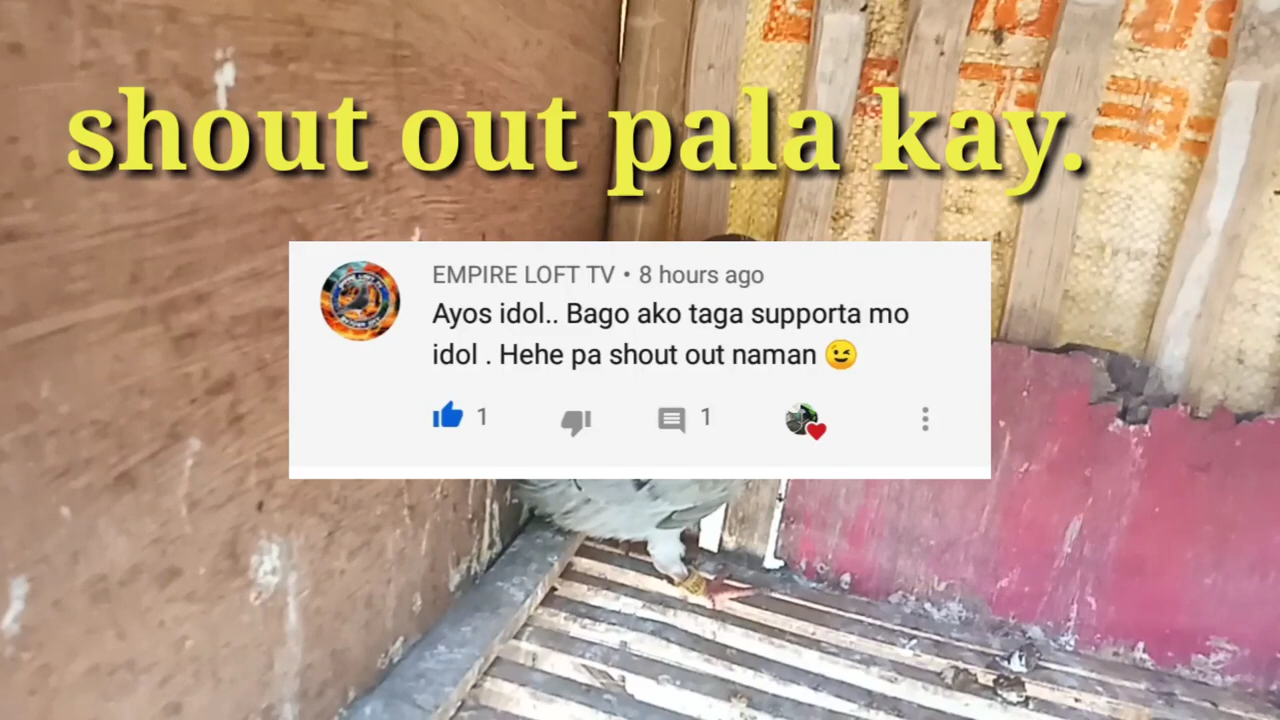 shout out pala kay.
EMPIRE LOFT TV • 8 hours ago
Ayos idol.. Bago ako taga supporta mo
idol . Hehe pa shout out naman 😉
1
1